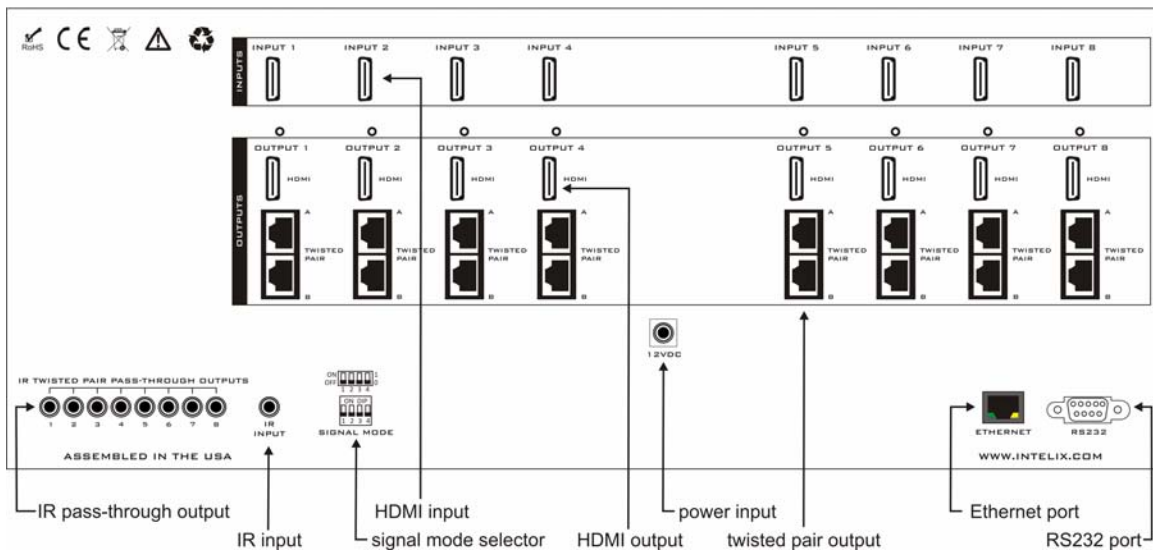 RoHS CE
INPUTS
INPUT 1 INPUT 2 INPUT 3 INPUT 4 INPUT 5 INPUT 6 INPUT 7 INPUT 8
OUTPUTS
OUTPUT 1 OUTPUT 2 OUTPUT 3 OUTPUT 4 OUTPUT 5 OUTPUT 6 OUTPUT 7 OUTPUT 8
HDMI HDMI HDMI HDMI HDMI HDMI HDMI HDMI
A A A A A A A A
TWISTED TWISTED TWISTED TWISTED TWISTED TWISTED TWISTED TWISTED
PAIR PAIR PAIR PAIR PAIR PAIR PAIR PAIR
B B B B B B B B
12VDC
IR TWISTED PAIR PASS-THROUGH OUTPUTS
1 2 3 4 5 6 7 8
IR
INPUT
ON 1
OFF 0
1 2 3 4
ON DIP
1 2 3 4
SIGNAL MODE
ETHERNET RS232
ASSEMBLED IN THE USA
WWW.INTELIX.COM
IR pass-through output HDMI input power input Ethernet port
IR input signal mode selector HDMI output twisted pair output RS232 port